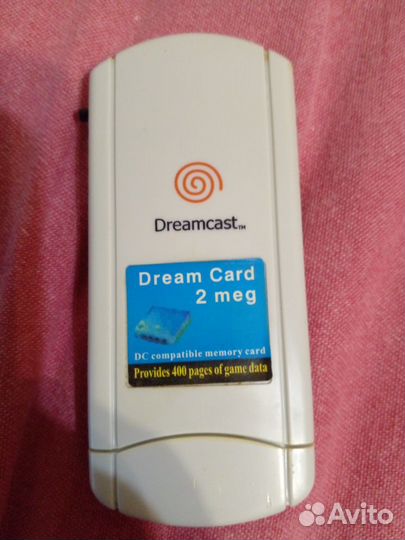 Dreamcast™
Dream Card
2 meg
DC compatible memory card
Provides 400 pages of game data
Avito